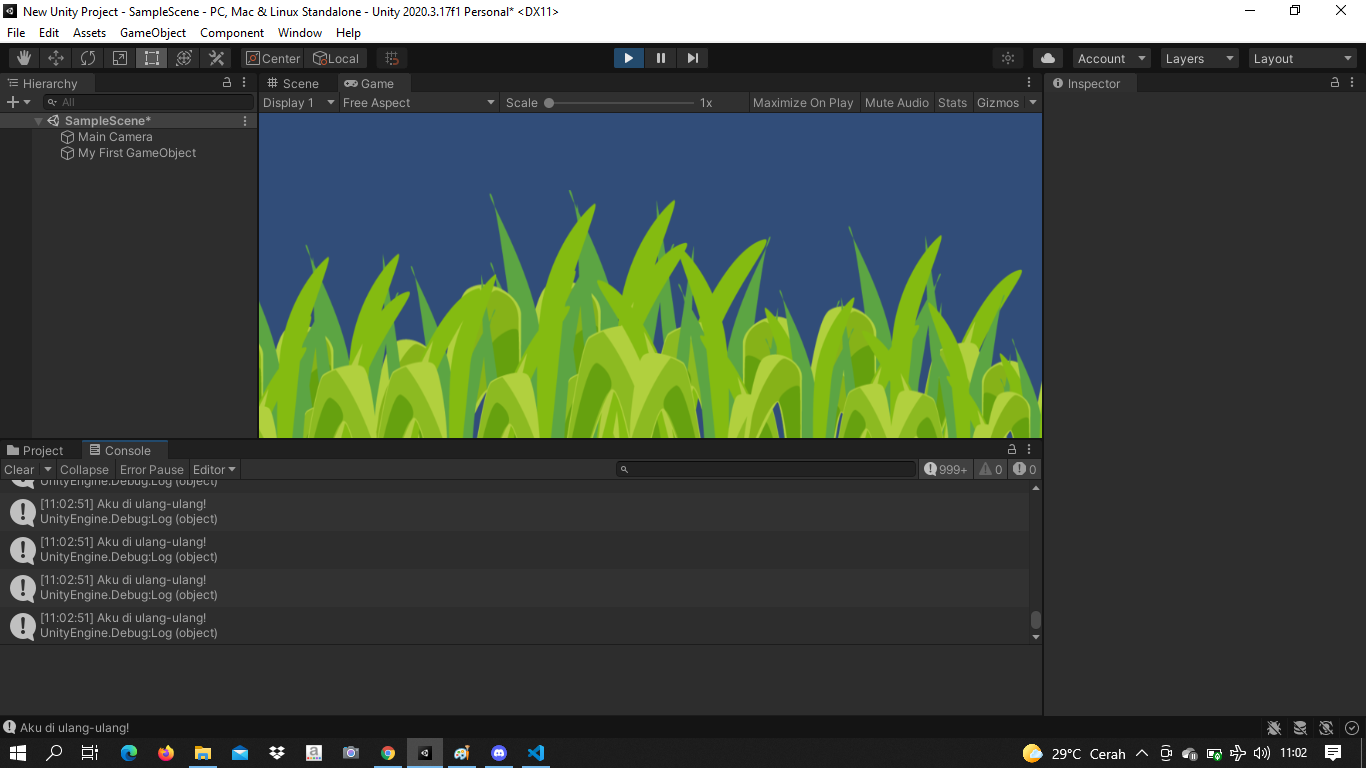 New Unity Project - SampleScene - PC, Mac & Linux Standalone - Unity 2020.3.17f1 Personal* <DX11>
File Edit Assets GameObject Component Window Help
Center Local Account Layers Layout
Hierarchy
All
SampleScene*
Main Camera
My First GameObject
Scene Game
Display 1 Free Aspect Scale 1x Maximize On Play Mute Audio Stats Gizmos
Inspector
Project Console
Clear Collapse Error Pause Editor 999+ 0 0
UnityEngine.Debug:Log (object)
[11:02:51] Aku di ulang-ulang!
UnityEngine.Debug:Log (object)
[11:02:51] Aku di ulang-ulang!
UnityEngine.Debug:Log (object)
[11:02:51] Aku di ulang-ulang!
UnityEngine.Debug:Log (object)
[11:02:51] Aku di ulang-ulang!
UnityEngine.Debug:Log (object)
Aku di ulang-ulang!
a 29°C Cerah 11:02